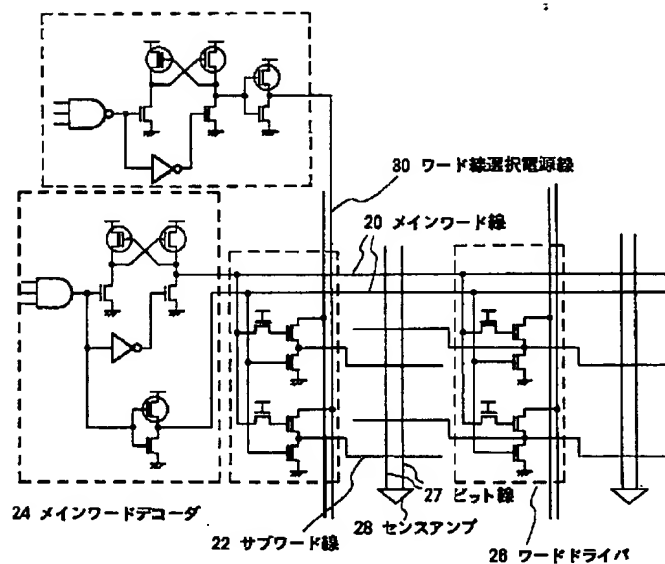 30 ワード線選択電源線
20 メインワード線
27 ビット線
24 メインワードデコーダ
28 センスアンプ
22 サブワード線
26 ワードドライバ